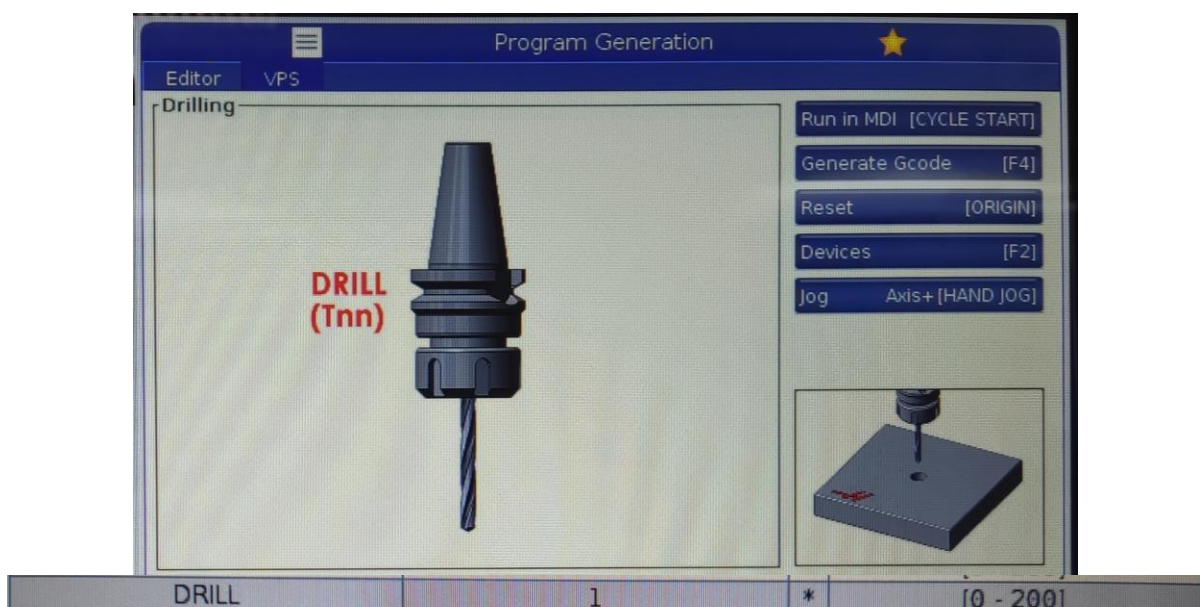 Program Generation
Editor VPS
Drilling
DRILL
(Tnn)
Run in MDI [CYCLE START]
Generate Gcode [F4]
Reset [ORIGIN]
Devices [F2]
Jog Axis+[HAND JOG]
DRILL 1 * [0 - 200]